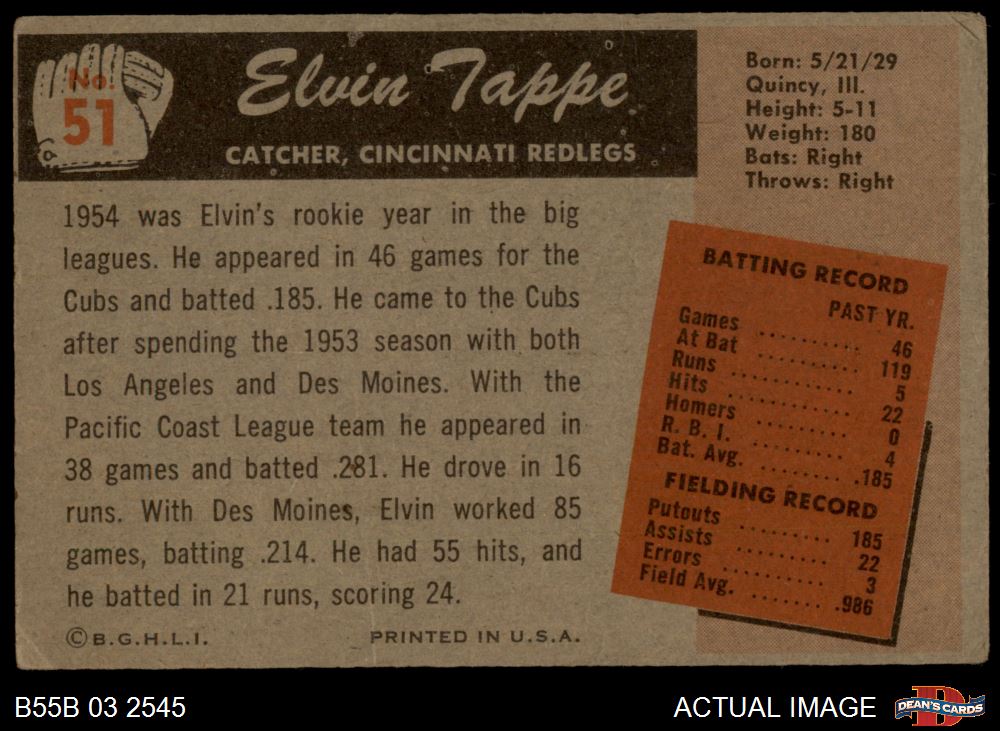 No.
51
Elvin Tappe
CATCHER, CINCINNATI REDLEGS
Born: 5/21/29
Quincy, Ill.
Height: 5-11
Weight: 180
Bats: Right
Throws: Right
1954 was Elvin's rookie year in the big
leagues. He appeared in 46 games for the
Cubs and batted .185. He came to the Cubs
after spending the 1953 season with both
Los Angeles and Des Moines. With the
Pacific Coast League team he appeared in
38 games and batted .281. He drove in 16
runs. With Des Moines, Elvin worked 85
games, batting .214. He had 55 hits, and
he batted in 21 runs, scoring 24.
©B.G.H.L.I. PRINTED IN U.S.A.
BATTING RECORD
PAST YR.
Games .......... 46
At Bat .......... 119
Runs ............ 5
Hits ............ 22
Homers ......... 0
R. B. I. .......... 4
Bat. Avg. ........ .185
FIELDING RECORD
Putouts ........ 185
Assists ......... 22
Errors .......... 3
Field Avg. ....... .986
B55B 03 2545
ACTUAL IMAGE
DEAN'S CARDS